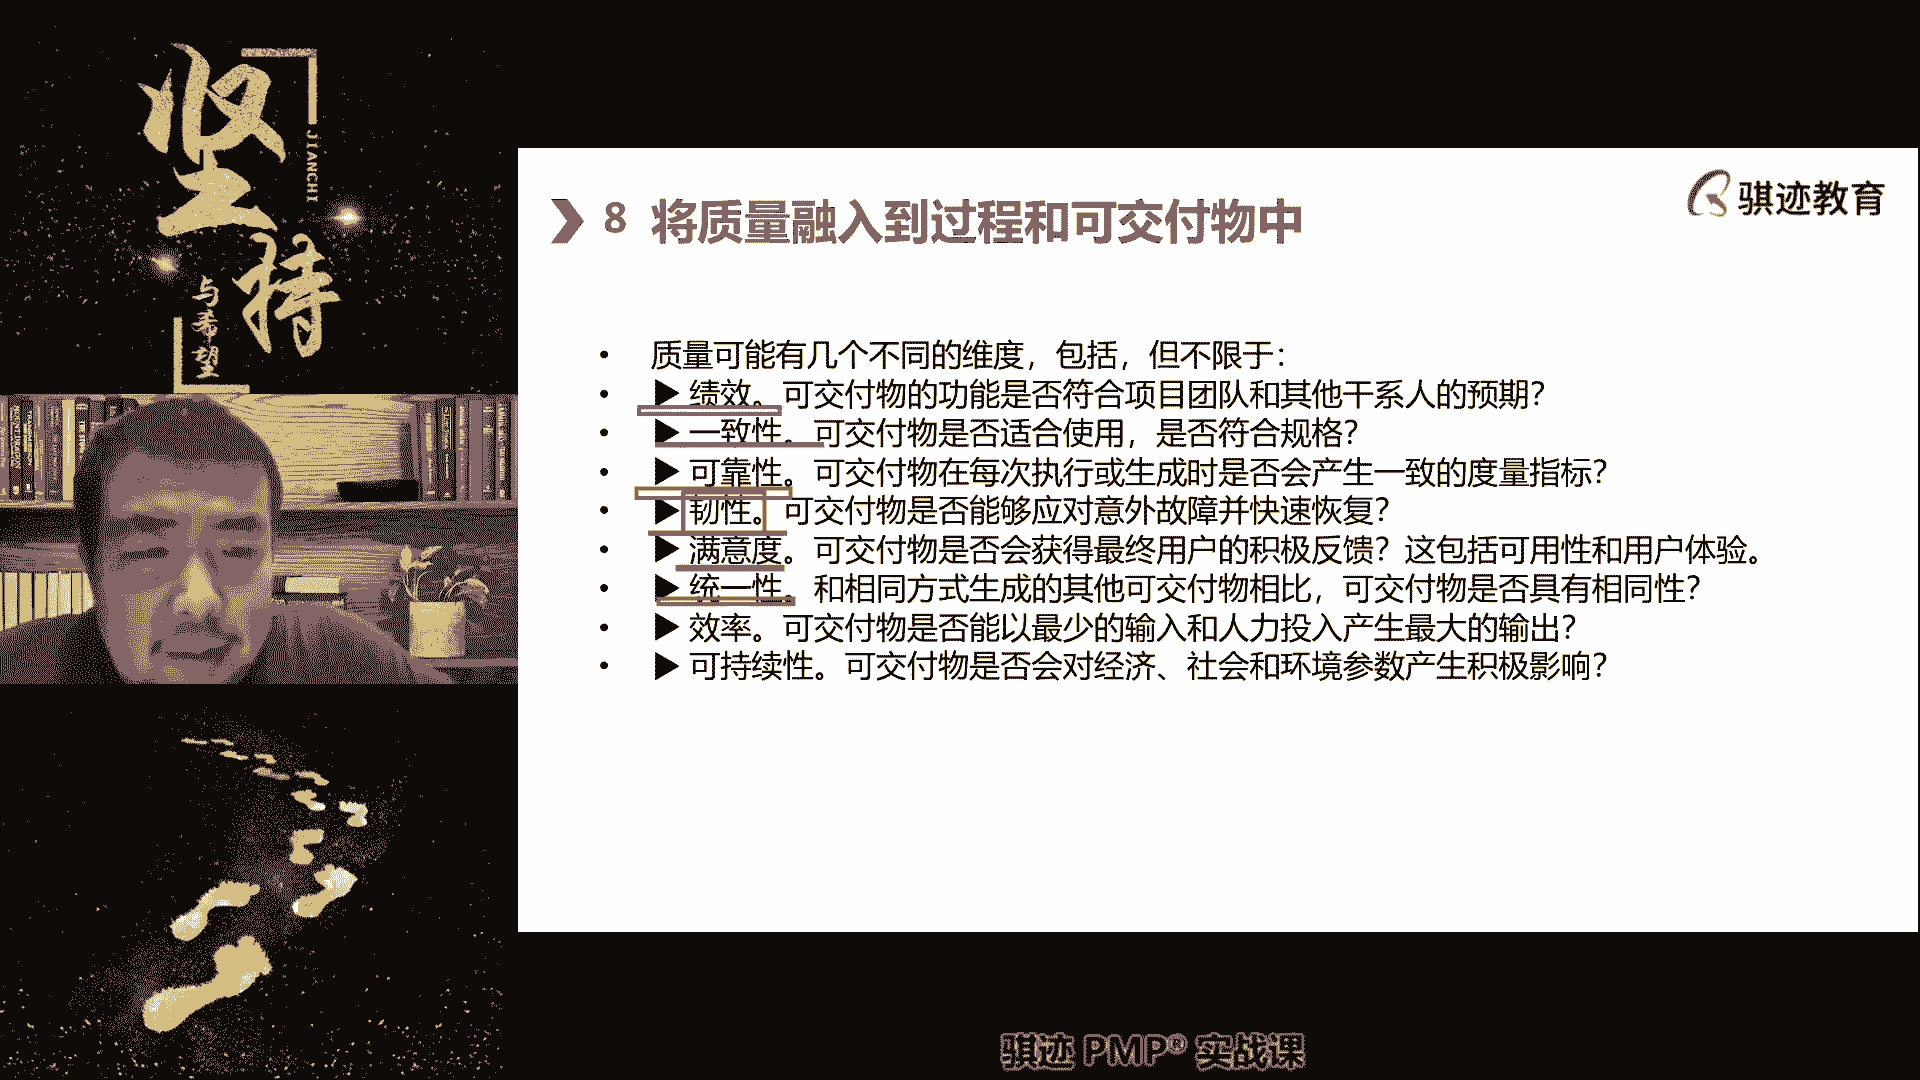 坚持
JIANCHI
与希望
骐迹教育
8 将质量融入到过程和可交付物中
• 质量可能有几个不同的维度，包括，但不限于：
• ▶ 绩效。可交付物的功能是否符合项目团队和其他干系人的预期？
• ▶ 一致性。可交付物是否适合使用，是否符合规格？
• ▶ 可靠性。可交付物在每次执行或生成时是否会产生一致的度量指标？
• ▶ 韧性。可交付物是否能够应对意外故障并快速恢复？
• ▶ 满意度。可交付物是否会获得最终用户的积极反馈？这包括可用性和用户体验。
• ▶ 统一性。和相同方式生成的其他可交付物相比，可交付物是否具有相同性？
• ▶ 效率。可交付物是否能以最少的输入和人力投入产生最大的输出？
• ▶ 可持续性。可交付物是否会对经济、社会和环境参数产生积极影响？
骐迹 PMP® 实战课